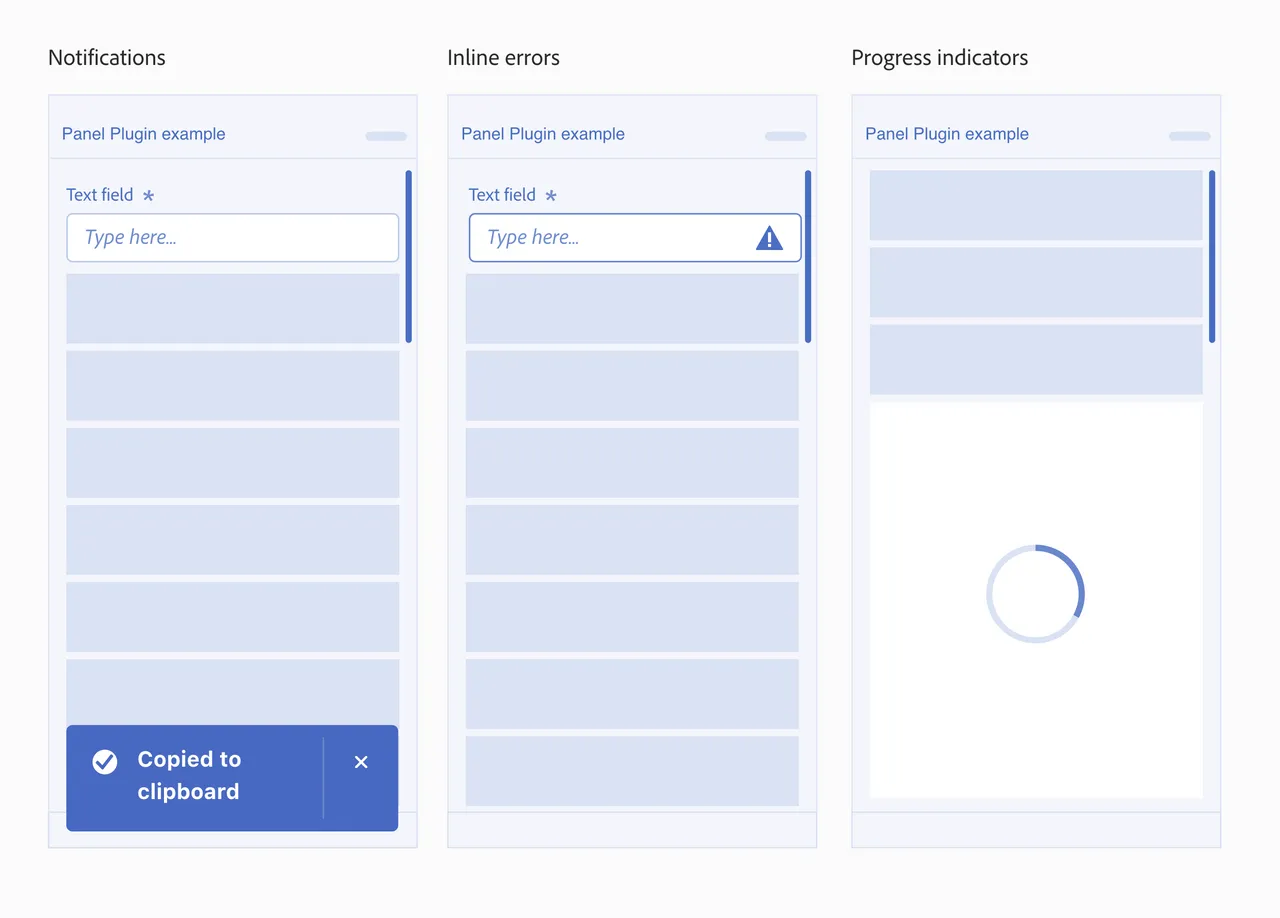 Notifications
Inline errors
Progress indicators
Panel Plugin example
Text field *
Type here...
Copied to
clipboard
Panel Plugin example
Text field *
Type here...
Panel Plugin example